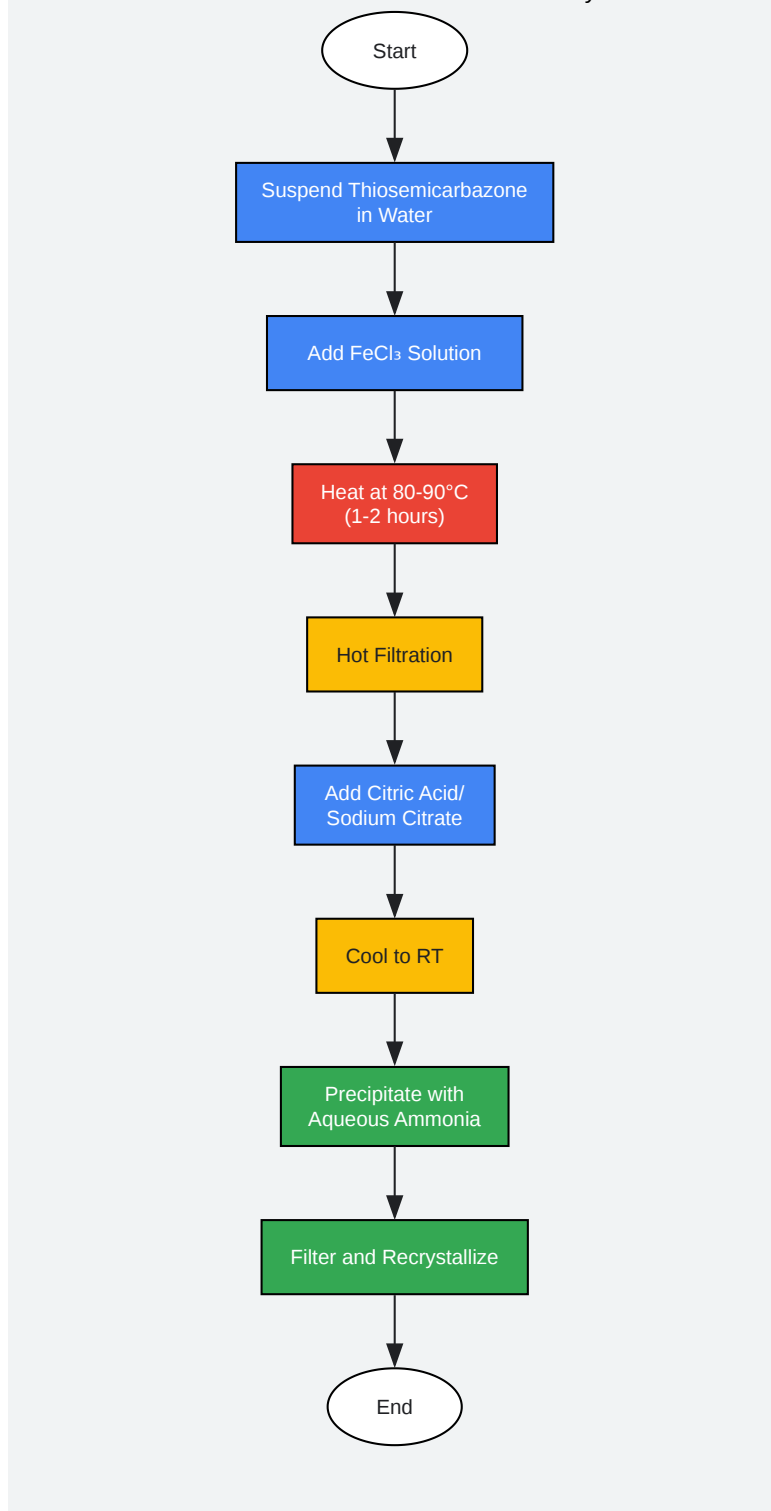 Start
Suspend Thiosemicarbazone
in Water
Add FeCl₃ Solution
Heat at 80-90°C
(1-2 hours)
Hot Filtration
Add Citric Acid/
Sodium Citrate
Cool to RT
Precipitate with
Aqueous Ammonia
Filter and Recrystallize
End